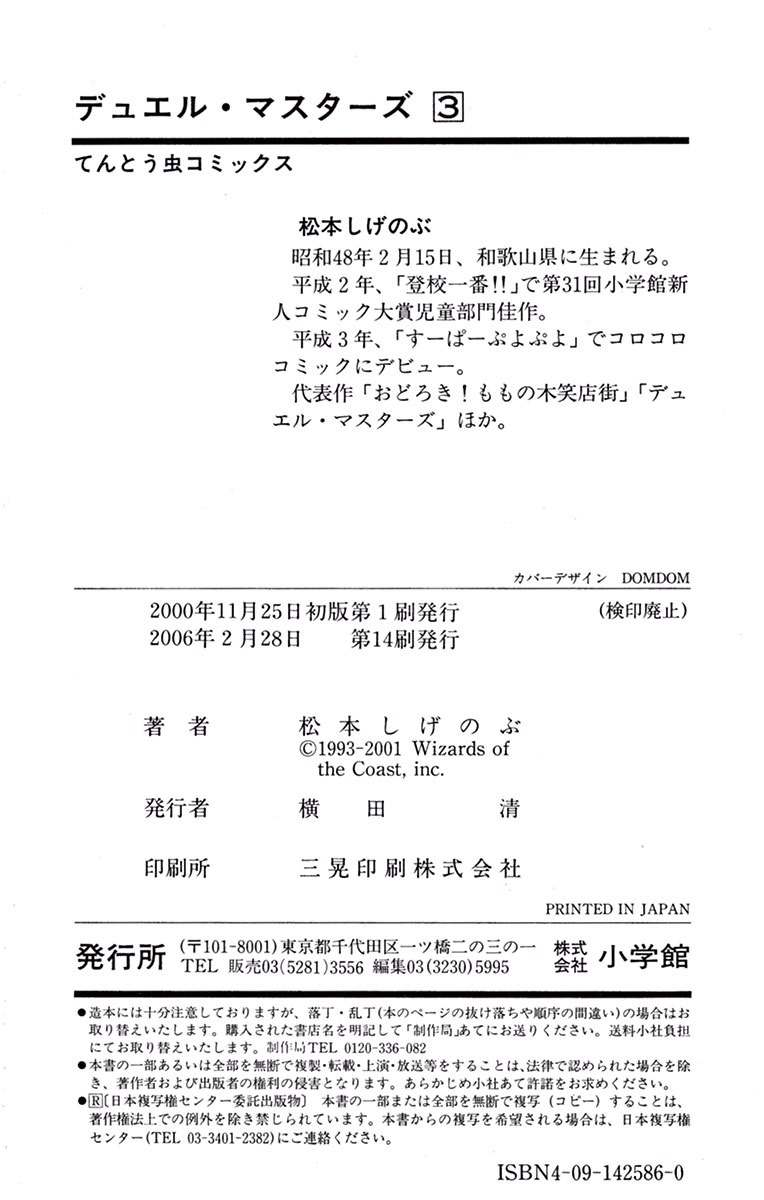 デュエル・マスターズ 3
てんとう虫コミックス
松本しげのぶ
昭和48年２月15日、和歌山県に生まれる。
平成２年、「登校一番!!」で第31回小学館新
人コミック大賞児童部門佳作。
平成３年、「すーぱーぷよぷよ」でコロコロ
コミックにデビュー。
代表作「おどろき！ももの木笑店街」「デュ
エル・マスターズ」ほか。
カバーデザイン　DOMDOM
2000年11月25日初版第１刷発行　(検印廃止)
2006年２月28日　第14刷発行
著　者　松本しげのぶ
©1993-2001 Wizards of
the Coast, inc.
発行者　横田　清
印刷所　三晃印刷株式会社
PRINTED IN JAPAN
発行所　(〒101-8001)東京都千代田区一ツ橋二の三の一　株式会社　小学館
TEL 販売03(5281)3556 編集03(3230)5995
●造本には十分注意しておりますが、落丁・乱丁(本のページの抜け落ちや順序の間違い)の場合はお
取り替えいたします。購入された書店名を明記して「制作局」あてにお送りください。送料小社負担
にてお取り替えいたします。制作局TEL 0120-336-082
●本書の一部あるいは全部を無断で複製・転載・上演・放送等をすることは、法律で認められた場合を除
き、著作者および出版者の権利の侵害となります。あらかじめ小社あて許諾をお求めください。
●Ⓡ〔日本複写権センター委託出版物〕　本書の一部または全部を無断で複写（コピー）することは、
著作権法上での例外を除き禁じられています。本書からの複写を希望される場合は、日本複写権
センター(TEL 03-3401-2382)にご連絡ください。
ISBN4-09-142586-0